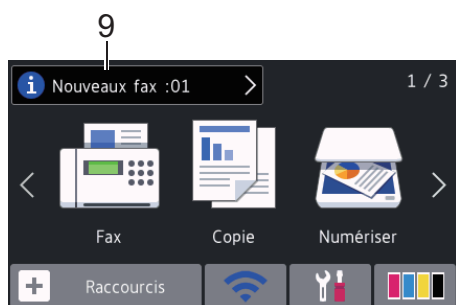 9
Nouveaux fax :01
1 / 3
Fax
Copie
Numériser
Raccourcis